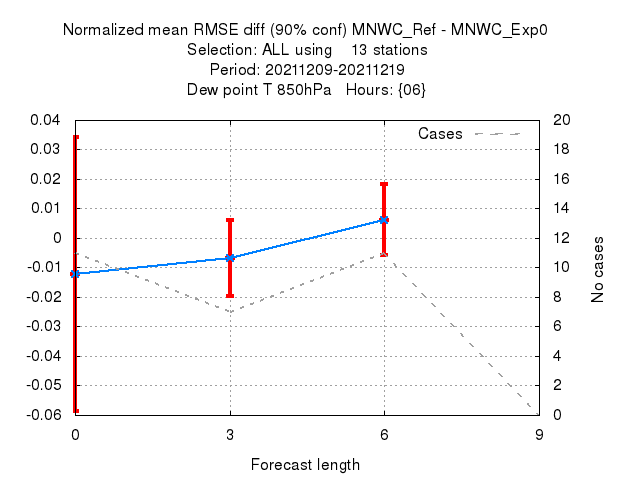 Normalized mean RMSE diff (90% conf) MNWC_Ref - MNWC_Exp0
Selection: ALL using    13 stations
Period: 20211209-20211219
Dew point T 850hPa   Hours: {06}
Cases
0.04
0.03
0.02
0.01
0
-0.01
-0.02
-0.03
-0.04
-0.05
-0.06
20
18
16
14
12
10
8
6
4
2
0
No cases
0 3 6 9
Forecast length